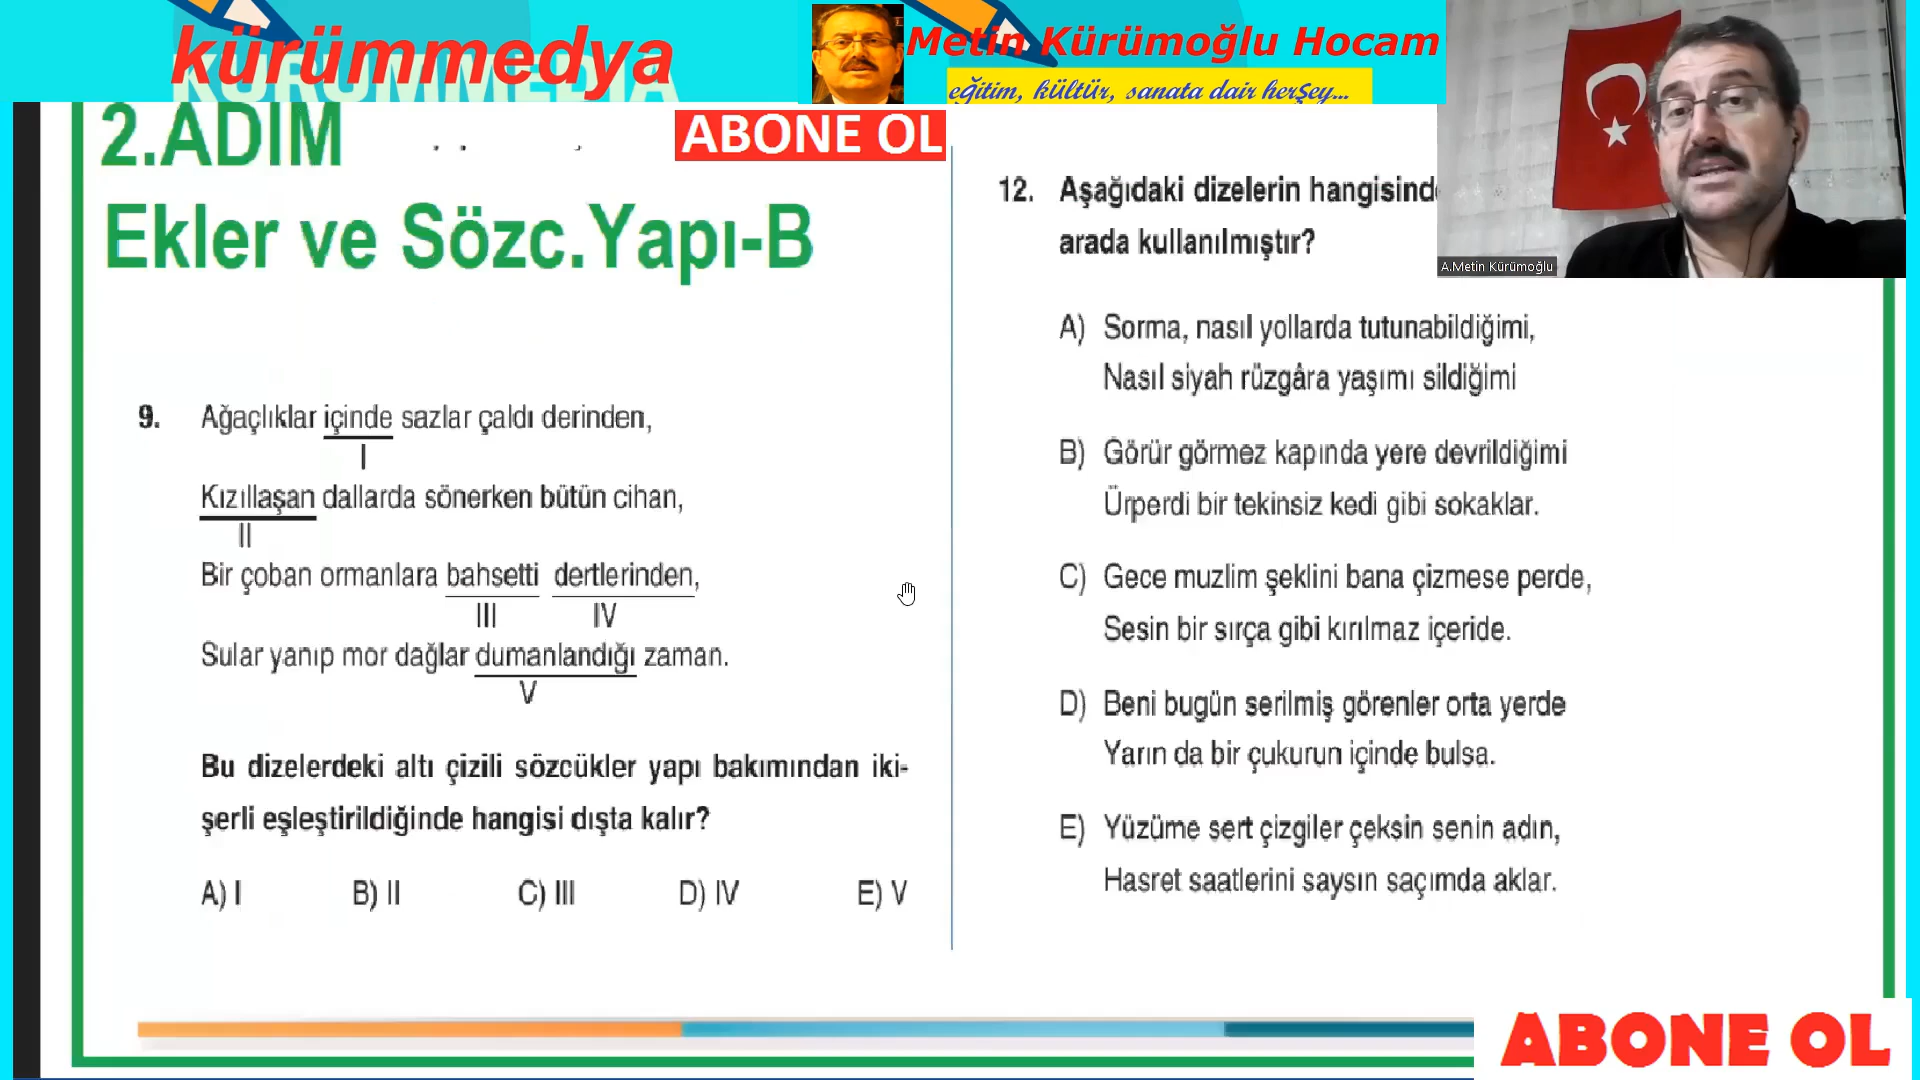 kürümmedya
KÜRÜMMEDİA
Metin Kürümoğlu Hocam
eğitim, kültür, sanata dair herşey...
ABONE OL
2.ADIM
Ekler ve Sözc.Yapı-B
9. Ağaçlıklar içinde sazlar çaldı derinden,
I
Kızıllaşan dallarda sönerken bütün cihan,
II
Bir çoban ormanlara bahsetti dertlerinden,
III IV
Sular yanıp mor dağlar dumanlandığı zaman.
V
Bu dizelerdeki altı çizili sözcükler yapı bakımından iki-
şerli eşleştirildiğinde hangisi dışta kalır?
A) I B) II C) III D) IV E) V
12. Aşağıdaki dizelerin hangisind
arada kullanılmıştır?
A) Sorma, nasıl yollarda tutunabildiğimi,
Nasıl siyah rüzgâra yaşımı sildiğimi
B) Görür görmez kapında yere devrildiğimi
Ürperdi bir tekinsiz kedi gibi sokaklar.
C) Gece muzlim şeklini bana çizmese perde,
Sesin bir sırça gibi kırılmaz içeride.
D) Beni bugün serilmiş görenler orta yerde
Yarın da bir çukurun içinde bulsa.
E) Yüzüme sert çizgiler çeksin senin adın,
Hasret saatlerini saysın saçımda aklar.
A.Metin Kürümoğlu
ABONE OL